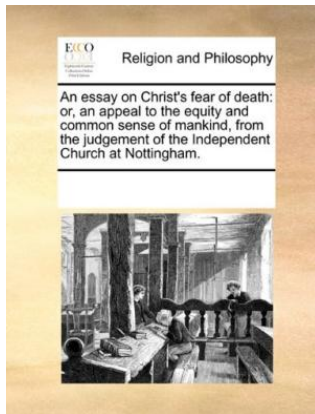 ECCO
Religion and Philosophy
An essay on Christ's fear of death:
or, an appeal to the equity and
common sense of mankind, from
the judgement of the Independent
Church at Nottingham.